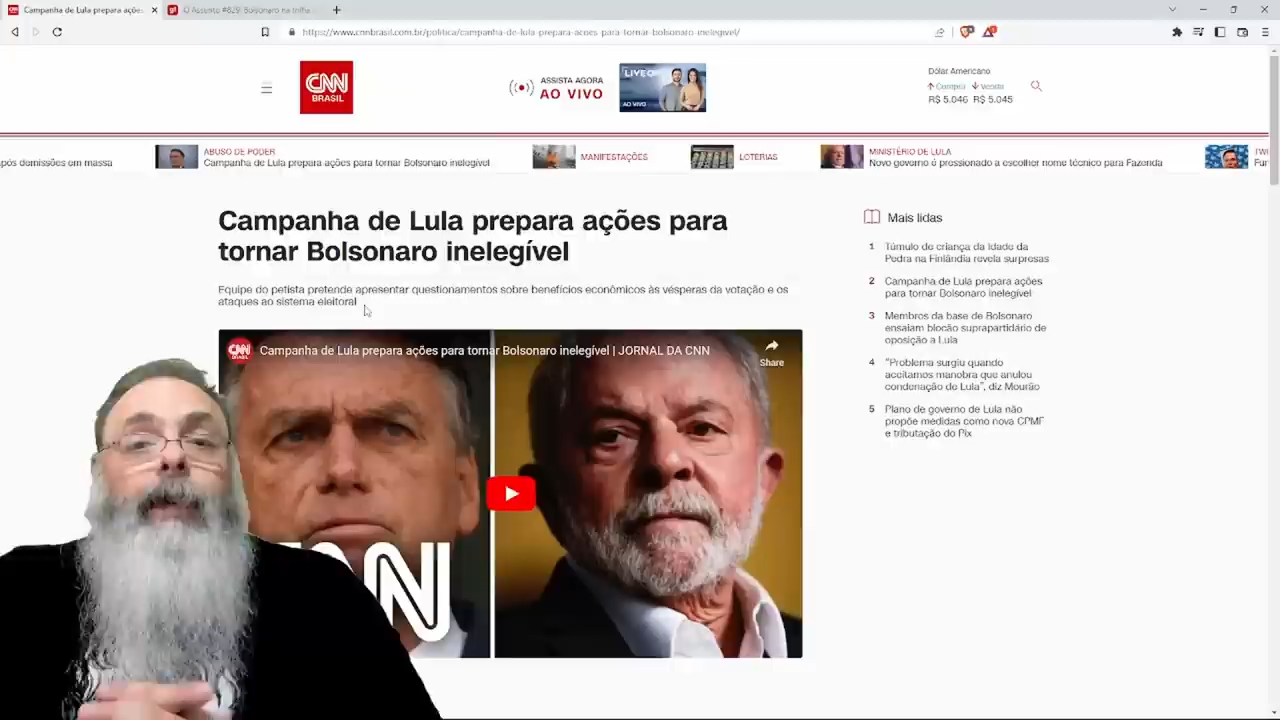 Campanha de Lula prepara ações
O Assunto #829: Bolsonaro na trilha
https://www.cnnbrasil.com.br/politica/campanha-de-lula-prepara-acoes-para-tornar-bolsonaro-inelegivel/
CNN
BRASIL
ASSISTA AGORA
AO VIVO
LIVE
AO VIVO
Dólar Americano
Compra Venda
R$ 5.046 R$ 5.045
após demissões em massa
ABUSO DE PODER
Campanha de Lula prepara ações para tornar Bolsonaro inelegível
MANIFESTAÇÕES
LOTERIAS
MINISTÉRIO DE LULA
Novo governo é pressionado a escolher nome técnico para Fazenda
Campanha de Lula prepara ações para
tornar Bolsonaro inelegível
Equipe do petista pretende apresentar questionamentos sobre benefícios econômicos às vésperas da votação e os
ataques ao sistema eleitoral
CNN
BRASIL
Campanha de Lula prepara ações para tornar Bolsonaro inelegível | JORNAL DA CNN
Share
Mais lidas
1 Túmulo de criança da Idade da
Pedra na Finlândia revela surpresas
2 Campanha de Lula prepara ações
para tornar Bolsonaro inelegível
3 Membros da base de Bolsonaro
ensaiam blocão suprapartidário de
oposição a Lula
4 “Problema surgiu quando
aceitamos manobra que anulou
condenação de Lula”, diz Mourão
5 Plano de governo de Lula não
propõe medidas como nova CPMF
e tributação do Pix